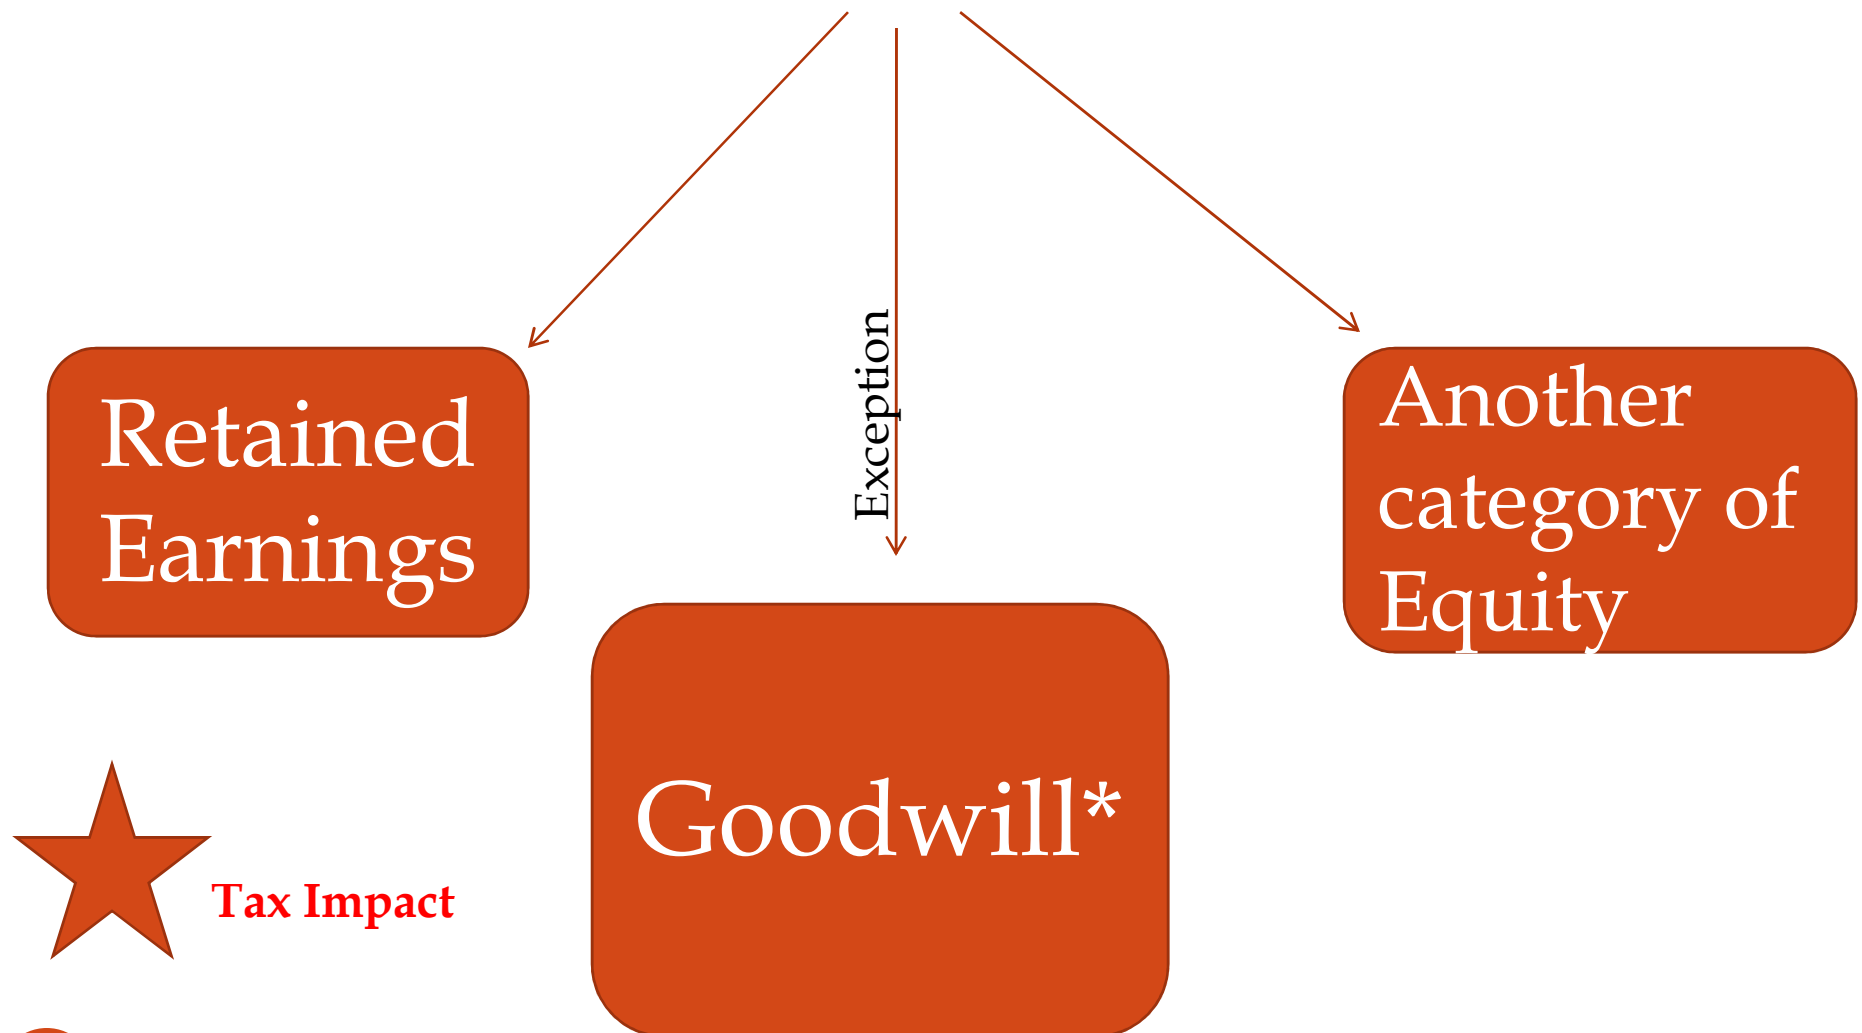 Exception
Retained
Earnings
Another
category of
Equity
Goodwill*
Tax Impact